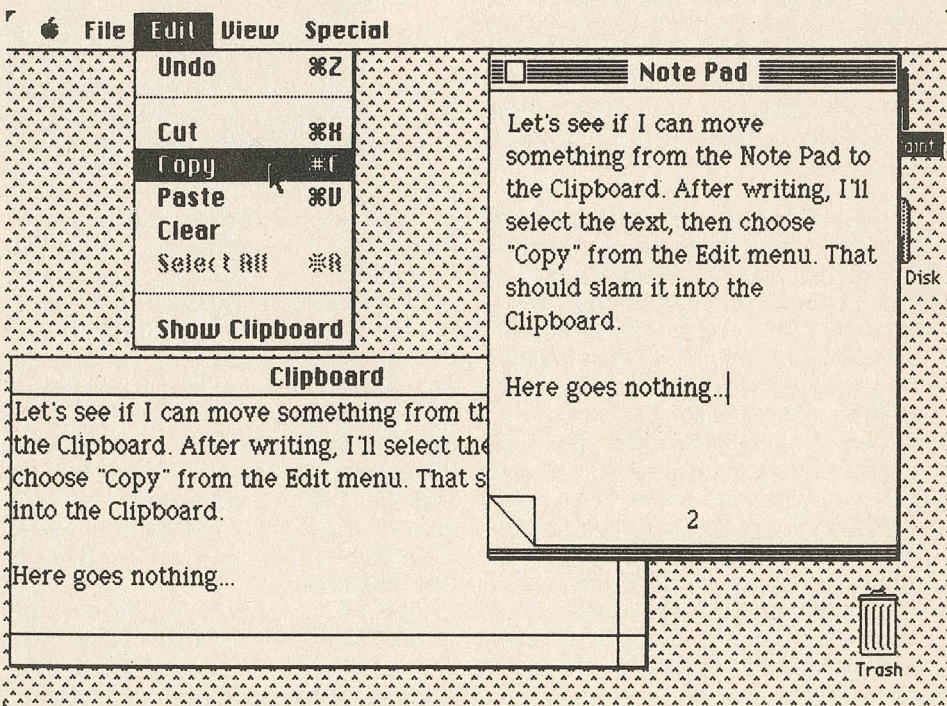 File Edit View Special
Undo ⌘Z
Cut ⌘X
Copy ⌘C
Paste ⌘V
Clear
Select All ⌘A
Show Clipboard
Note Pad
Let's see if I can move
something from the Note Pad to
the Clipboard. After writing, I'll
select the text, then choose
"Copy" from the Edit menu. That
should slam it into the
Clipboard.
Here goes nothing...
2
Clipboard
Let's see if I can move something from th
the Clipboard. After writing, I'll select the
choose "Copy" from the Edit menu. That s
into the Clipboard.
Here goes nothing...
aint
Disk
Trash